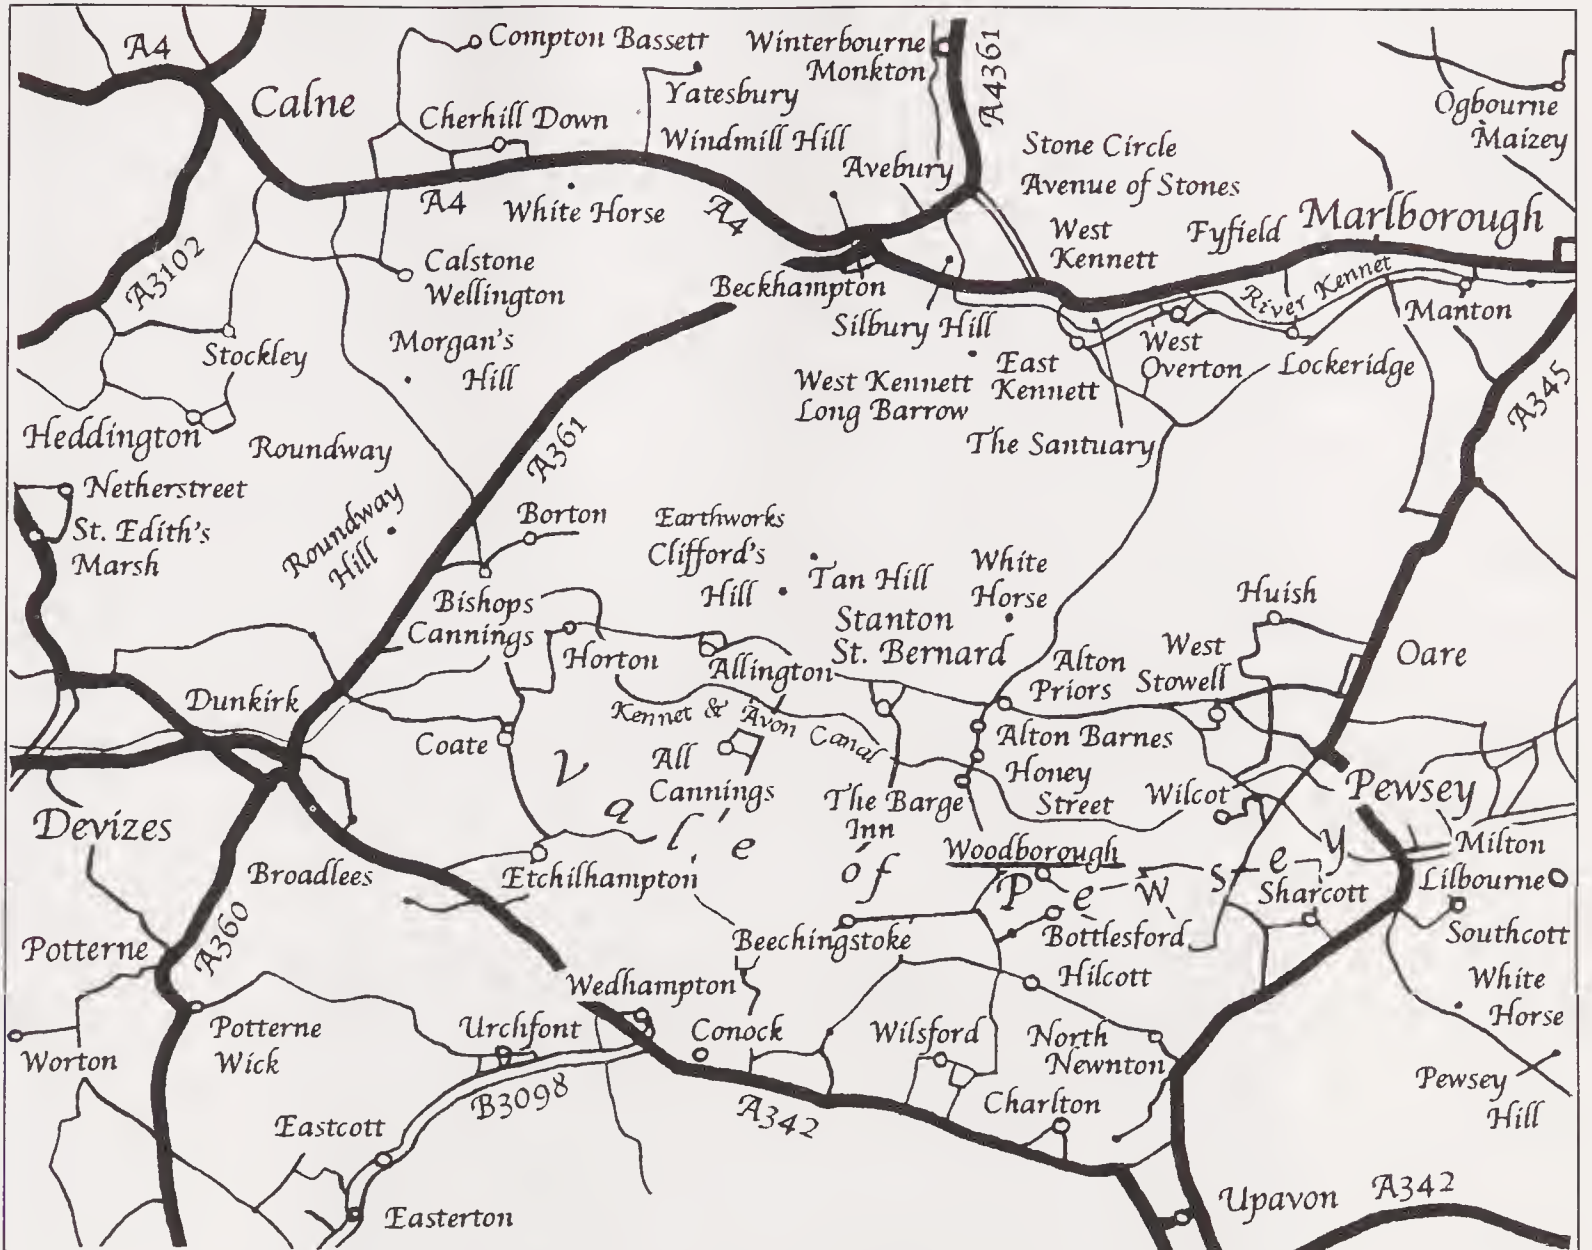 A4
Compton Bassett
Winterbourne
Monkton
A4361
Calne
Yatesbury
Ogbourne
Maizey
Cherhill Down
Windmill Hill
Avebury
Stone Circle
Avenue of Stones
A4
White Horse
A4
West
Kennett
Fyfield
Marlborough
A3102
Calstone
Wellington
Beckhampton
River Kennet
Manton
Silbury Hill
Stockley
Morgan's
Hill
West Kennett
Long Barrow
East
Kennett
West
Overton
Lockeridge
A345
Heddington
Roundway
A361
The Santuary
Netherstreet
St. Edith's
Marsh
Roundway
Hill
Borton
Earthworks
Clifford's
Hill
Tan Hill
White
Horse
Huish
Bishops
Cannings
Stanton
St. Bernard
Horton
Allington
Alton
Priors
West
Stowell
Oare
Dunkirk
Kennet & Avon Canal
Coate
All
Cannings
Alton Barnes
Honey
Street
The Barge
Inn
Wilcot
Pewsey
Devizes
Vale of Pewsey
Woodborough
Milton
Lilbourne
Broadlees
Etchilhampton
Sharcott
Southcott
Potterne
A360
Beechingstoke
Bottlesford
Hilcott
White
Horse
Wedhampton
Worton
Potterne
Wick
Urchfont
Conock
Wilsford
North
Newnton
Pewsey
Hill
B3098
A342
Charlton
Eastcott
Easterton
Upavon
A342